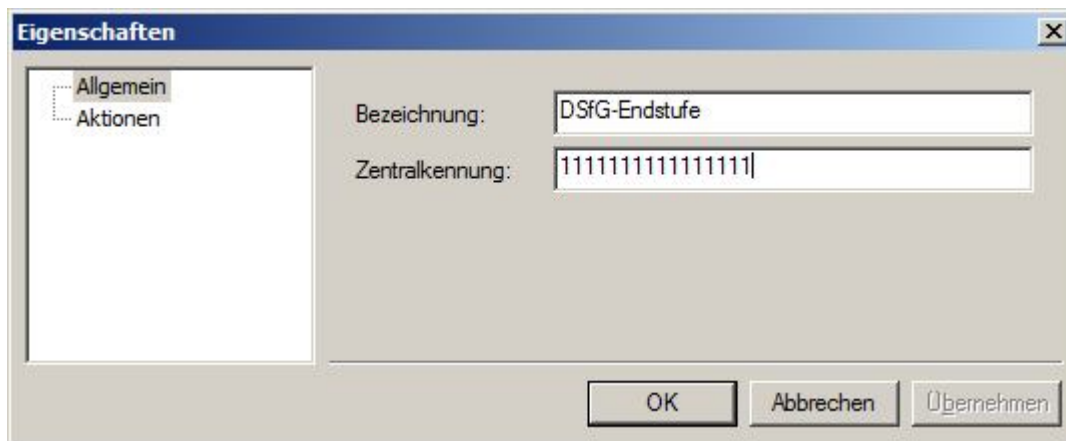 Eigenschaften
Allgemein
Aktionen
Bezeichnung: DSfG-Endstufe
Zentralkennung: 1111111111111111
OK Abbrechen Übernehmen